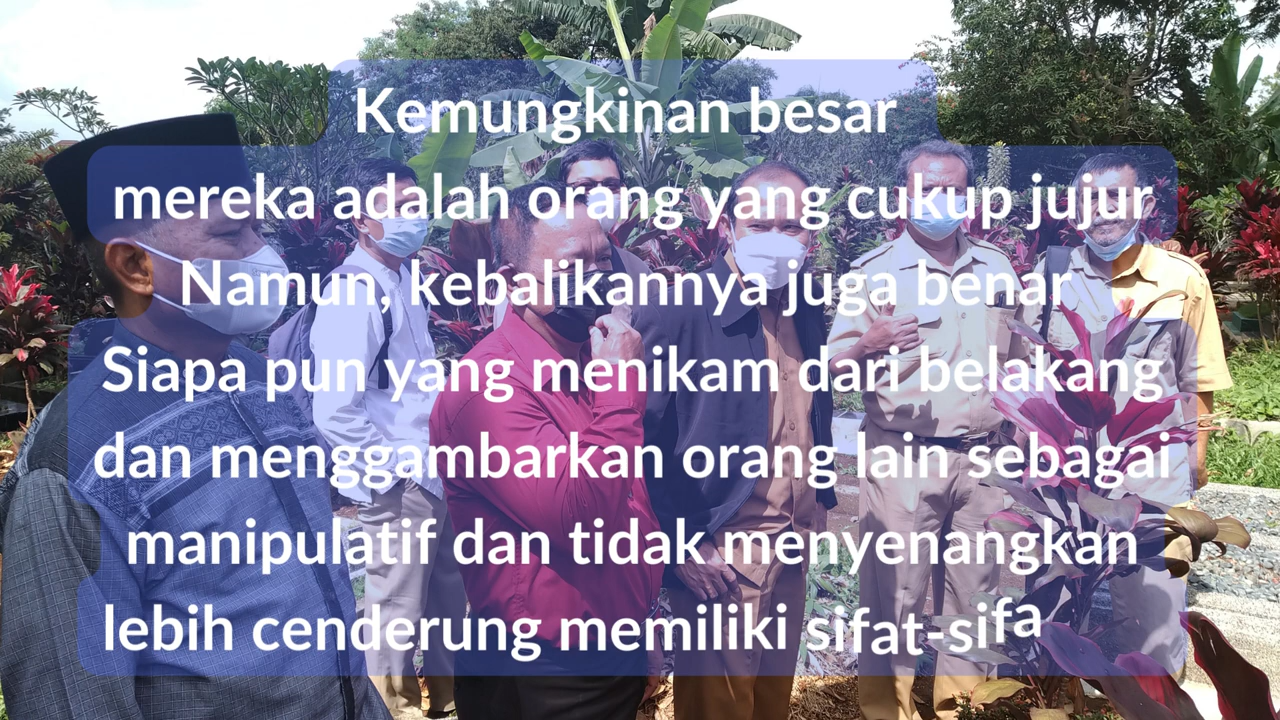 Kemungkinan besar
mereka adalah orang yang cukup jujur
Namun, kebalikannya juga benar
Siapa pun yang menikam dari belakang
dan menggambarkan orang lain sebagai
manipulatif dan tidak menyenangkan
lebih cenderung memiliki sifat-sifa